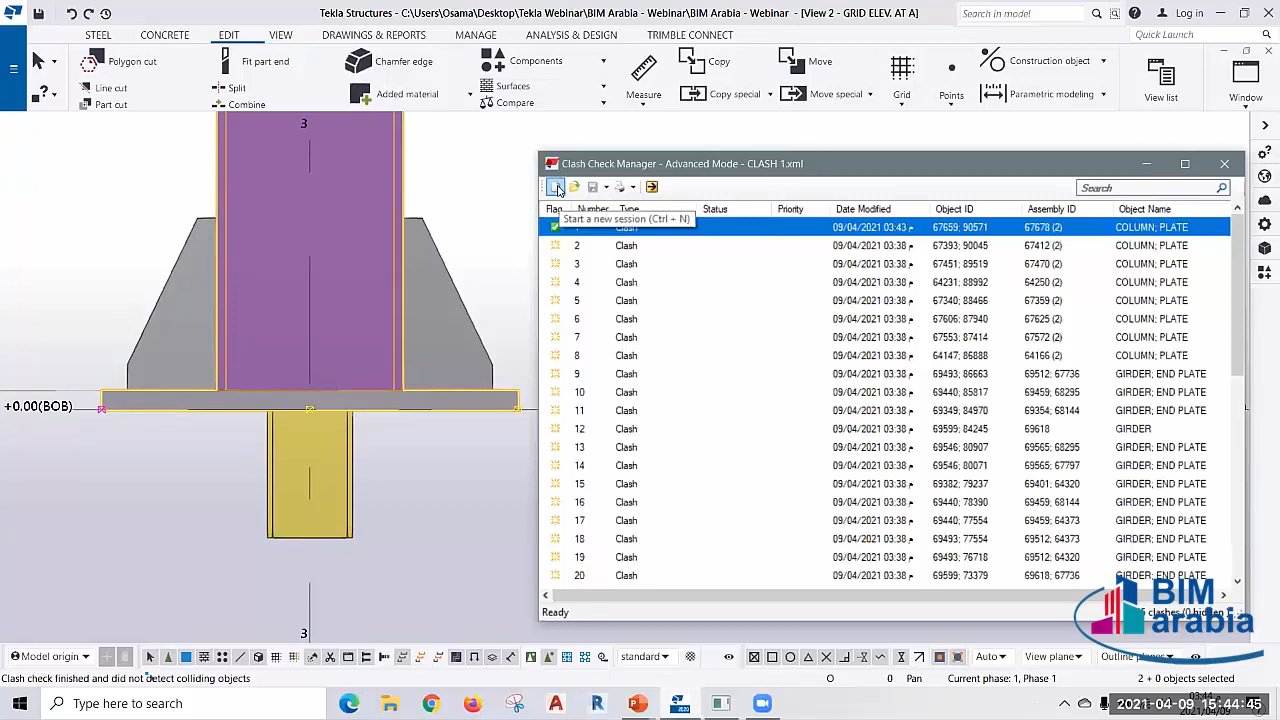 Tekla Structures - C:\Users\
ma\Desktop\Tekla Webinar\BIM Arabia - Webinar\BIM Arabia - Webinar - [View 2 - GRID
AT A]
Search in model
Log in
STEEL CONCRETE EDIT VIEW DRAWINGS & REPORTS MANAGE ANALYSIS & DESIGN TRIMBLE CONNECT
Quick Launch
Polygon cut
Line cut
Part cut
Fit part end
Split
Combine
Chamfer edge
Added material
Components
Surfaces
Compare
Measure
Copy
Copy special
Move
Move special
Grid
Points
Construction object
Parametric modeling
View list
Window
3
+0.00(BOB)
3
Clash Check Manager - Advanced Mode - CLASH 1.xml
Search
Flag Number Type Status Priority Date Modified Object ID Assembly ID Object Name
Start a new session (Ctrl + N)
1 Clash 09/04/2021 03:43 م 67659; 90571 67678 (2) COLUMN; PLATE
2 Clash 09/04/2021 03:38 م 67393; 90045 67412 (2) COLUMN; PLATE
3 Clash 09/04/2021 03:38 م 67451; 89519 67470 (2) COLUMN; PLATE
4 Clash 09/04/2021 03:38 م 64231; 88992 64250 (2) COLUMN; PLATE
5 Clash 09/04/2021 03:38 م 67340; 88466 67359 (2) COLUMN; PLATE
6 Clash 09/04/2021 03:38 م 67606; 87940 67625 (2) COLUMN; PLATE
7 Clash 09/04/2021 03:38 م 67553; 87414 67572 (2) COLUMN; PLATE
8 Clash 09/04/2021 03:38 م 64147; 86888 64166 (2) COLUMN; PLATE
9 Clash 09/04/2021 03:38 م 69493; 86663 69512; 67736 GIRDER; END PLATE
10 Clash 09/04/2021 03:38 م 69440; 85817 69459; 68295 GIRDER; END PLATE
11 Clash 09/04/2021 03:38 م 69349; 84970 69354; 68144 GIRDER; END PLATE
12 Clash 09/04/2021 03:38 م 69599; 84245 69618 GIRDER
13 Clash 09/04/2021 03:38 م 69546; 80907 69565; 68295 GIRDER; END PLATE
14 Clash 09/04/2021 03:38 م 69546; 80071 69565; 67797 GIRDER; END PLATE
15 Clash 09/04/2021 03:38 م 69382; 79237 69401; 64320 GIRDER; END PLATE
16 Clash 09/04/2021 03:38 م 69440; 78390 69459; 68144 GIRDER; END PLATE
17 Clash 09/04/2021 03:38 م 69440; 77554 69459; 64373 GIRDER; END PLATE
18 Clash 09/04/2021 03:38 م 69493; 77554 69512; 64373 GIRDER; END PLATE
19 Clash 09/04/2021 03:38 م 69493; 76718 69512; 64320 GIRDER; END PLATE
20 Clash 09/04/2021 03:38 م 69599; 73379 69618; 67736 GIRDER; END PLATE
Ready
clashes (0 hidden
BIM
arabia
Model origin
standard
Auto
View plane
Outline planes
Clash check finished and did not detect colliding objects
O 0 Pan Current phase: 1, Phase 1 2 + 0 objects selected
Type here to search
2021-04-09 15:44:45